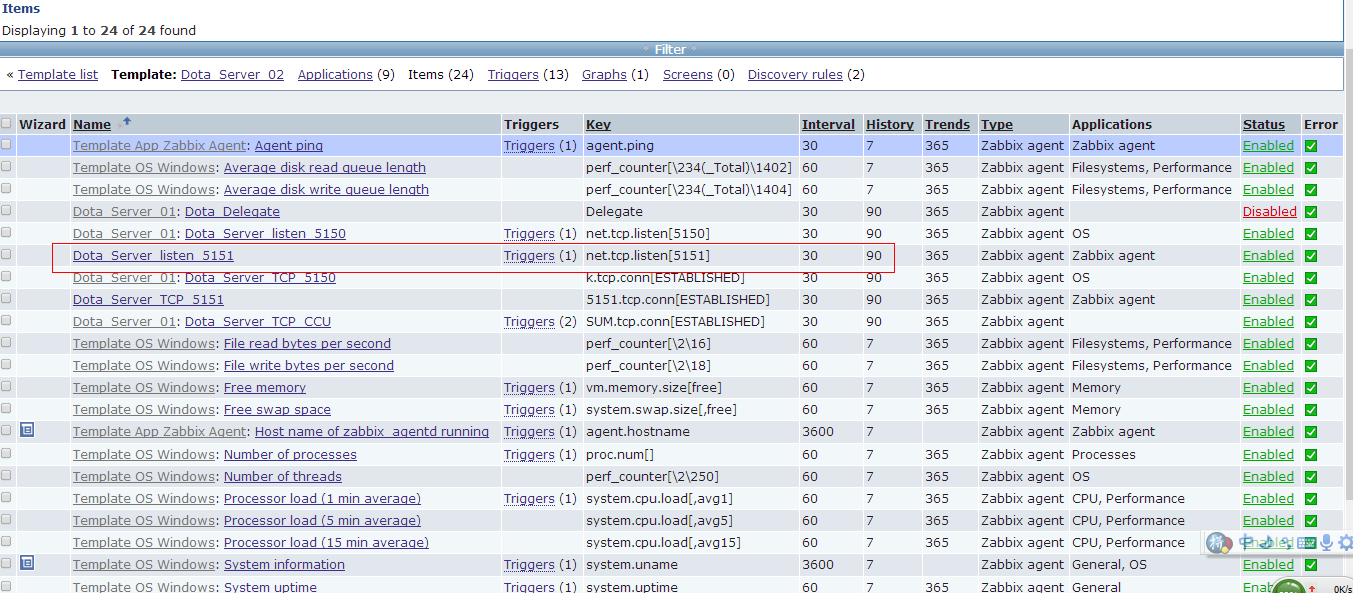 Items
Displaying 1 to 24 of 24 found
Filter
« Template list Template: Dota_Server_02 Applications (9) Items (24) Triggers (13) Graphs (1) Screens (0) Discovery rules (2)
Wizard Name Triggers Key Interval History Trends Type Applications Status Error
Template App Zabbix Agent: Agent ping Triggers (1) agent.ping 30 7 365 Zabbix agent Zabbix agent Enabled
Template OS Windows: Average disk read queue length perf_counter[\234(_Total)\1402] 60 7 365 Zabbix agent Filesystems, Performance Enabled
Template OS Windows: Average disk write queue length perf_counter[\234(_Total)\1404] 60 7 365 Zabbix agent Filesystems, Performance Enabled
Dota_Server_01: Dota_Delegate Delegate 30 90 365 Zabbix agent Disabled
Dota_Server_01: Dota_Server_listen_5150 Triggers (1) net.tcp.listen[5150] 30 90 365 Zabbix agent OS Enabled
Dota_Server_listen_5151 Triggers (1) net.tcp.listen[5151] 30 90 365 Zabbix agent Zabbix agent Enabled
Dota_Server_01: Dota_Server_TCP_5150 k.tcp.conn[ESTABLISHED] 30 90 365 Zabbix agent OS Enabled
Dota_Server_TCP_5151 5151.tcp.conn[ESTABLISHED] 30 90 365 Zabbix agent Zabbix agent Enabled
Dota_Server_01: Dota_Server_TCP_CCU Triggers (2) SUM.tcp.conn[ESTABLISHED] 30 90 365 Zabbix agent Enabled
Template OS Windows: File read bytes per second perf_counter[\2\16] 60 7 365 Zabbix agent Filesystems, Performance Enabled
Template OS Windows: File write bytes per second perf_counter[\2\18] 60 7 365 Zabbix agent Filesystems, Performance Enabled
Template OS Windows: Free memory Triggers (1) vm.memory.size[free] 60 7 365 Zabbix agent Memory Enabled
Template OS Windows: Free swap space Triggers (1) system.swap.size[,free] 60 7 365 Zabbix agent Memory Enabled
Template App Zabbix Agent: Host name of zabbix_agentd running Triggers (1) agent.hostname 3600 7 Zabbix agent Zabbix agent Enabled
Template OS Windows: Number of processes Triggers (1) proc.num[] 60 7 365 Zabbix agent Processes Enabled
Template OS Windows: Number of threads perf_counter[\2\250] 60 7 365 Zabbix agent OS Enabled
Template OS Windows: Processor load (1 min average) Triggers (1) system.cpu.load[,avg1] 60 7 365 Zabbix agent CPU, Performance Enabled
Template OS Windows: Processor load (5 min average) system.cpu.load[,avg5] 60 7 365 Zabbix agent CPU, Performance Enabled
Template OS Windows: Processor load (15 min average) system.cpu.load[,avg15] 60 7 365 Zabbix agent CPU, Performance Enabled 中
Template OS Windows: System information Triggers (1) system.uname 3600 7 Zabbix agent General, OS Enabled
Template OS Windows: System uptime Triggers (1) system.uptime 60 7 365 Zabbix agent General 0K/s